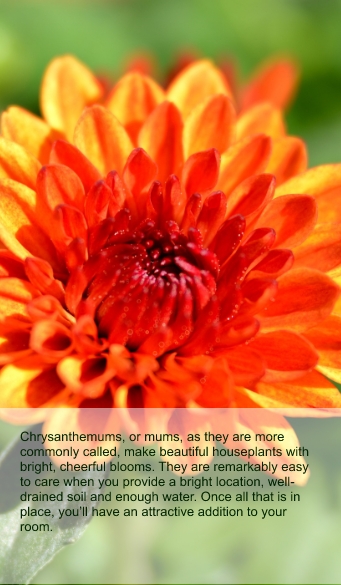 Chrysanthemums, or mums, as they are more
commonly called, make beautiful houseplants with
bright, cheerful blooms. They are remarkably easy
to care when you provide a bright location, well-
drained soil and enough water. Once all that is in
place, you'll have an attractive addition to your
room.